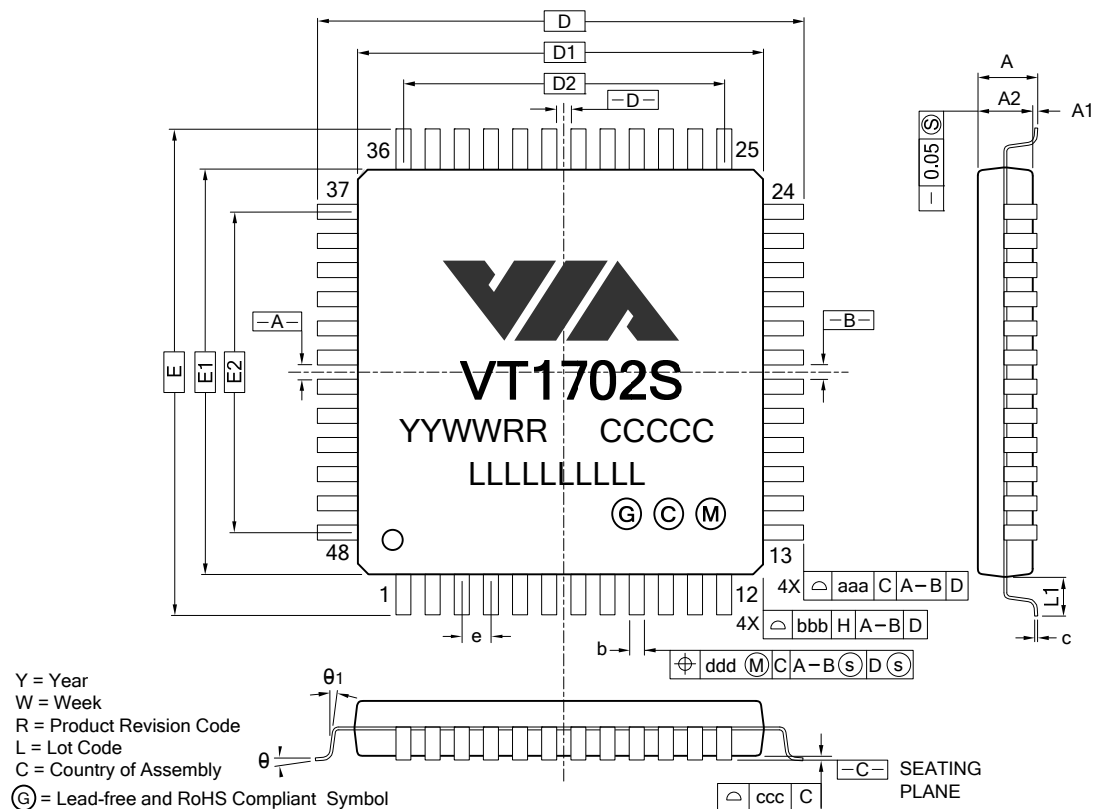 D
D1
D2
–D–
A
A2
A1
– 0.05 Ⓢ
36
25
37
24
E
E1
E2
–A–
–B–
VIA
VT1702S
YYWWRR CCCCC
LLLLLLLLLL
Ⓖ Ⓒ Ⓜ
48
13
1
12
4X ⌓ aaa C A–B D
4X ⌓ bbb H A–B D
e
b
⌖ ddd Ⓜ C A–B Ⓢ D Ⓢ
L1
c
Y = Year
W = Week
R = Product Revision Code
L = Lot Code
C = Country of Assembly
Ⓖ = Lead-free and RoHS Compliant Symbol
θ1
θ
–C– SEATING
PLANE
⌓ ccc C